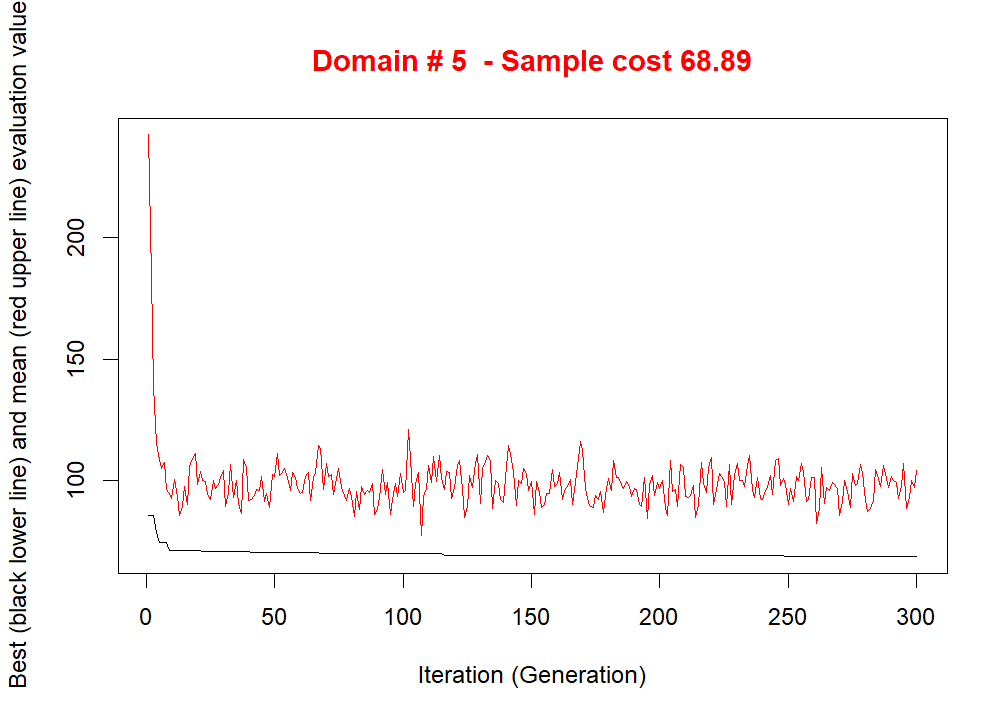 Domain # 5  - Sample cost 68.89
Best (black lower line) and mean (red upper line) evaluation value
200
150
100
0 50 100 150 200 250 300
Iteration (Generation)